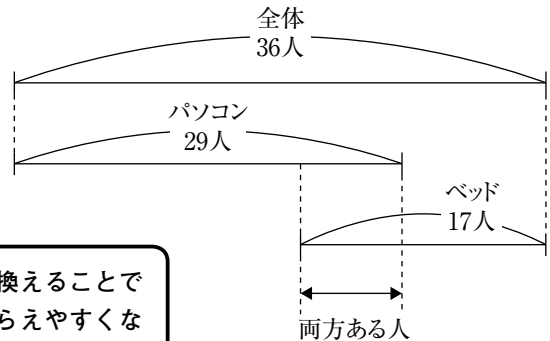 全体
36人
パソコン
29人
ベッド
17人
換えることで
らえやすくな
両方ある人